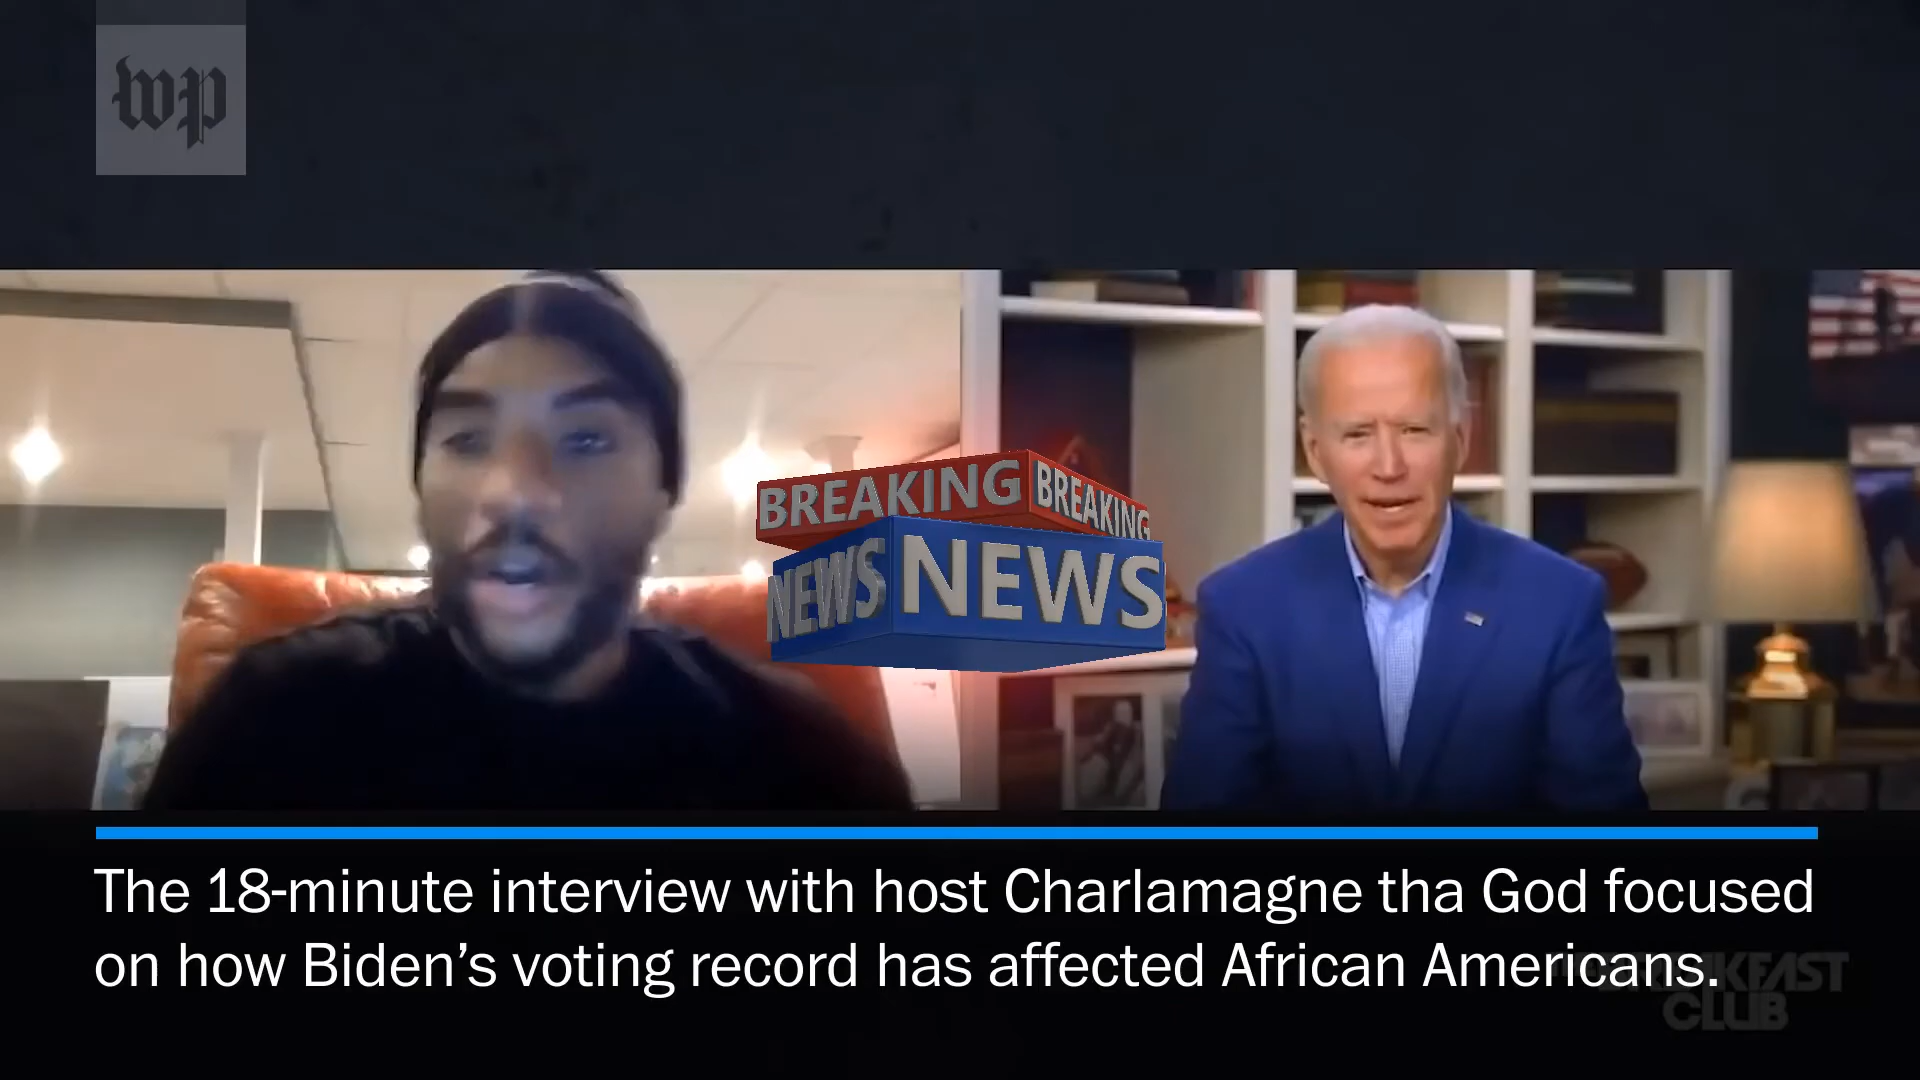 wp
BREAKING BREAKING
NEWS NEWS
The 18-minute interview with host Charlamagne tha God focused
on how Biden’s voting record has affected African Americans.
CLUB